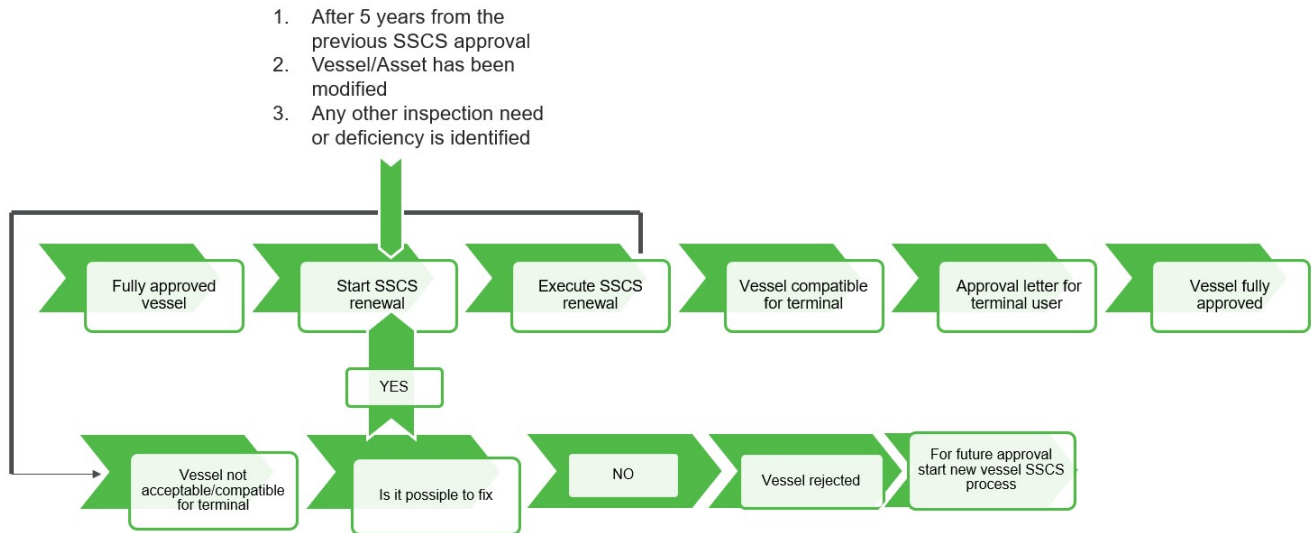 1. After 5 years from the
previous SSCS approval
2. Vessel/Asset has been
modified
3. Any other inspection need
or deficiency is identified
Fully approved
vessel
Start SSCS
renewal
Execute SSCS
renewal
Vessel compatible
for terminal
Approval letter for
terminal user
Vessel fully
approved
YES
Vessel not
acceptable/compatible
for terminal
Is it possiple to fix
NO
Vessel rejected
For future approval
start new vessel SSCS
process